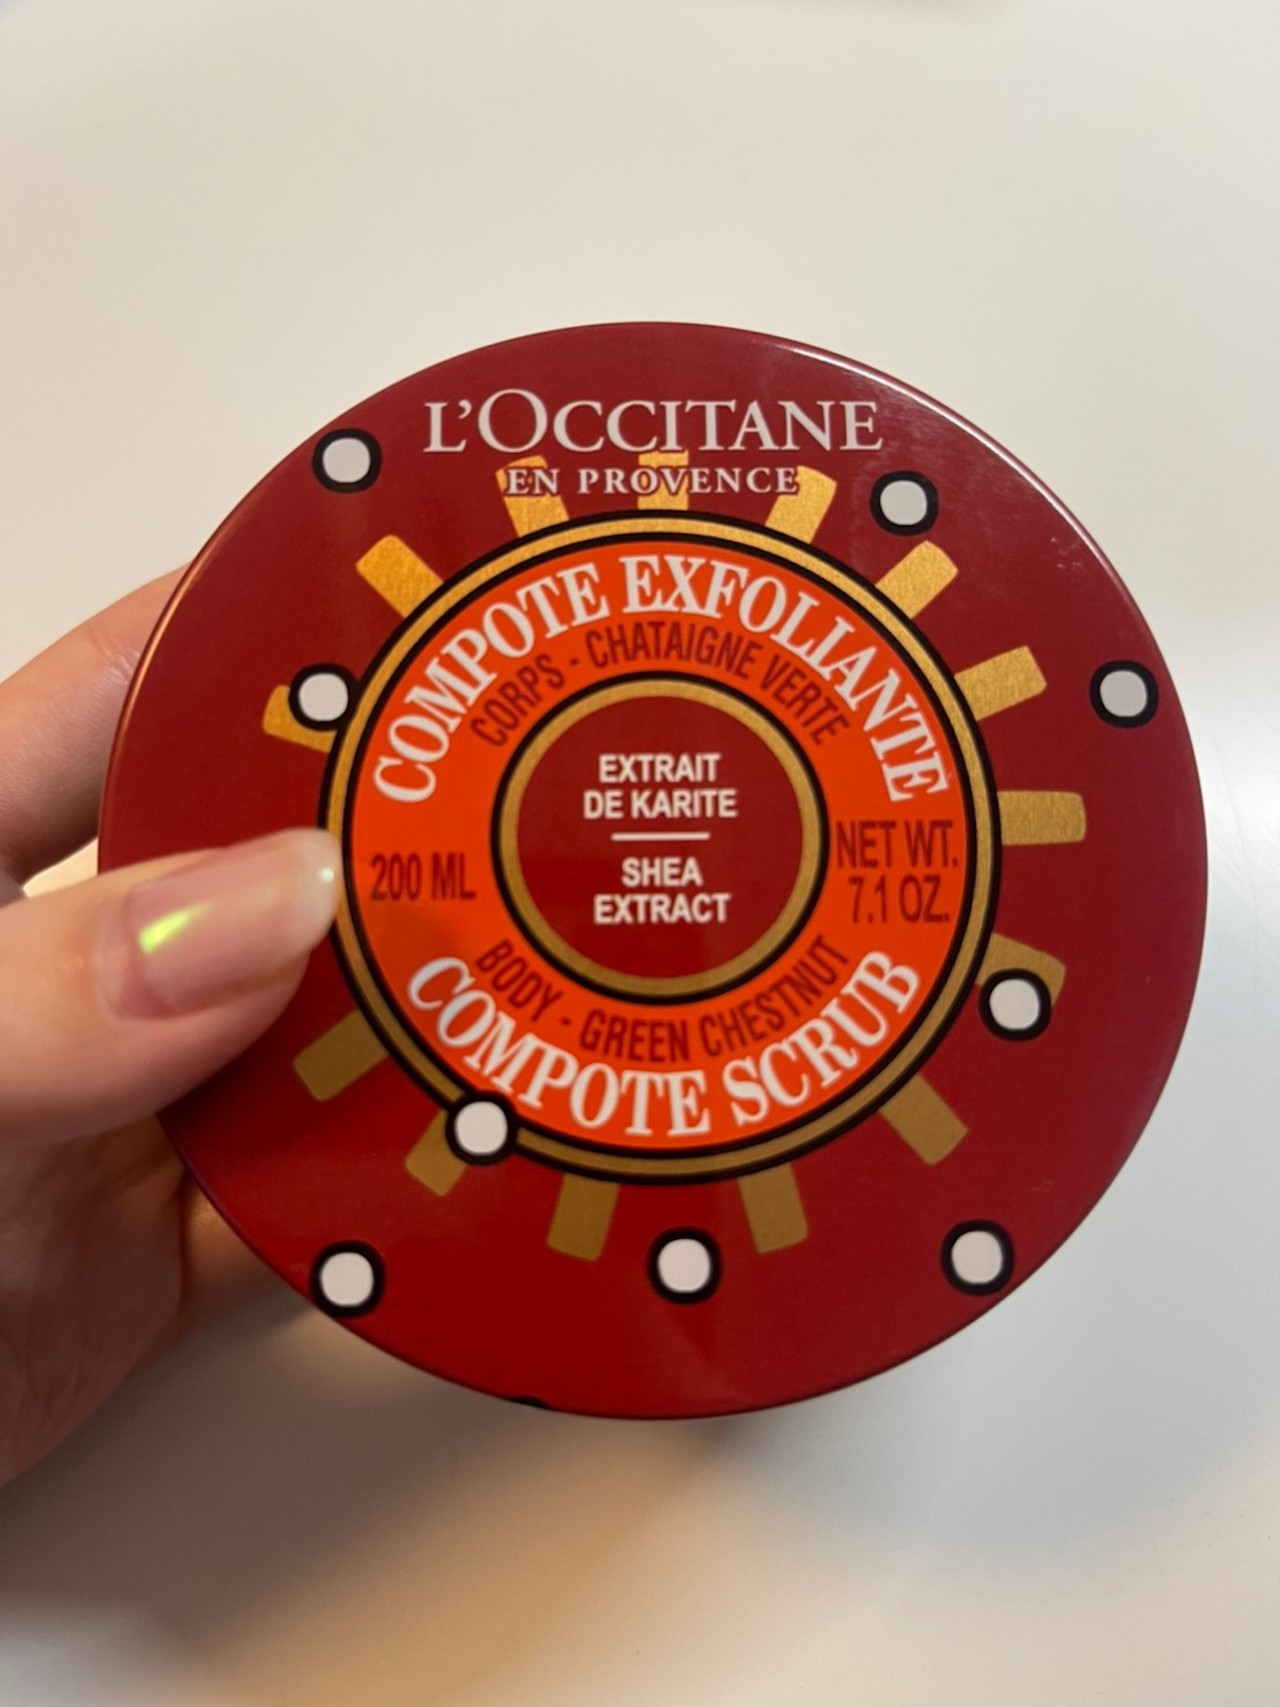 L'OCCITANE
EN PROVENCE
COMPOTE EXFOLIANTE
CORPS - CHATAIGNE VERTE
EXTRAIT
DE KARITE
SHEA
EXTRACT
200 ML
NET WT.
7.1 OZ.
BODY - GREEN CHESTNUT
COMPOTE SCRUB